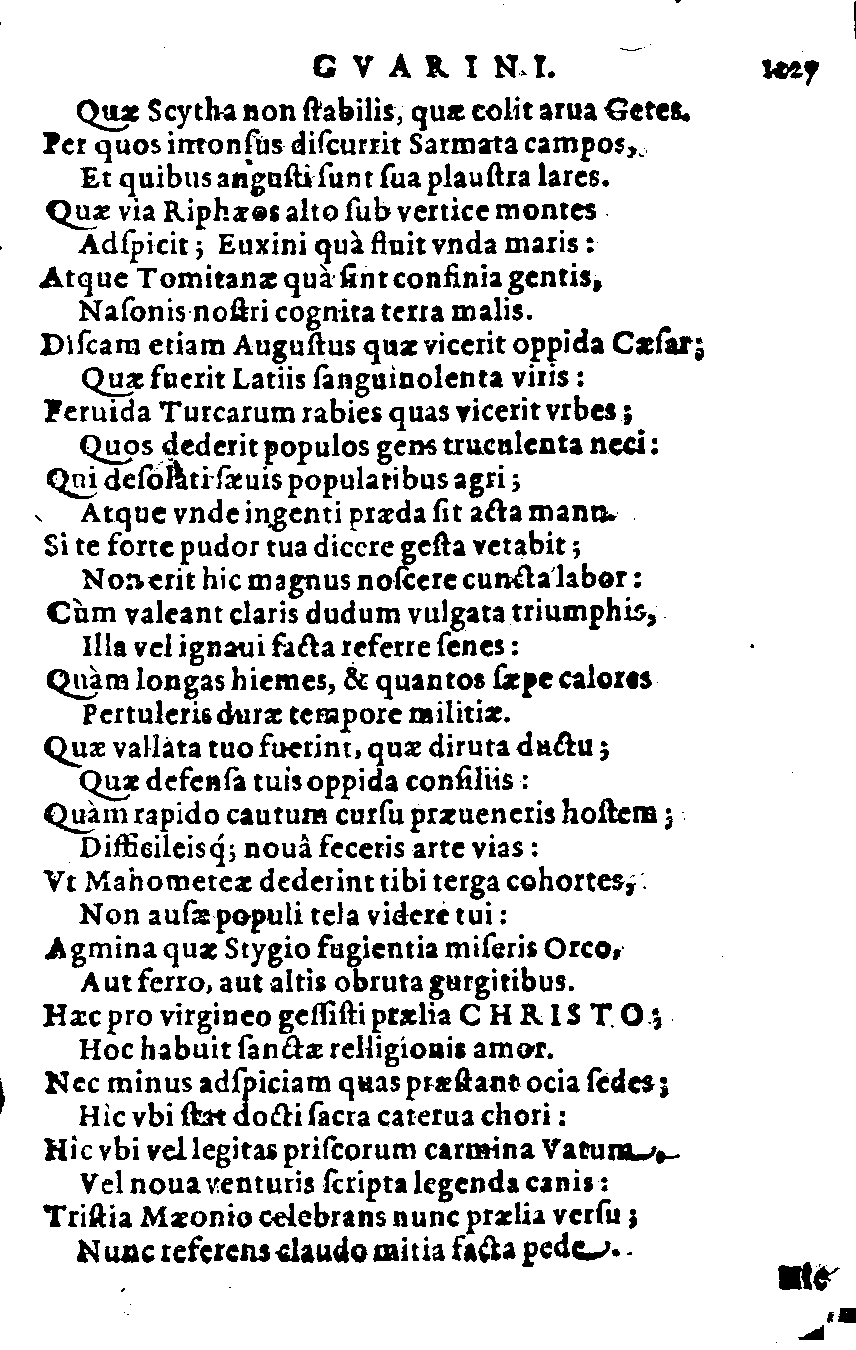 GVARINI. 1027
Quæ Scytha non ſtabilis, quæ colit arua Getes.
Per quos intonſus diſcurrit Sarmata campos,
Et quibus anguſti ſunt ſua plauſtra lares.
Quæ via Riphæos alto ſub vertice montes
Adſpicit; Euxini quà fluit vnda maris:
Atque Tomitanæ quà ſint confinia gentis,
Naſonis noſtri cognita terra malis.
Diſcam etiam Auguſtus quæ vicerit oppida Cæſar;
Quæ fuerit Latiis ſanguinolenta viris:
Feruida Turcarum rabies quas vicerit vrbes;
Quos dederit populos gens truculenta neci:
Qui deſolati ſæuis populatibus agri;
Atque vnde ingenti præda ſit acta manu.
Si te forte pudor tua dicere geſta vetabit;
Non erit hic magnus noſcere cuncta labor:
Cùm valeant claris dudum vulgata triumphis,
Illa vel ignaui facta referre ſenes:
Quàm longas hiemes, & quantos ſæpe calores
Pertuleris duræ tempore militiæ.
Quæ vallata tuo fuerint, quæ diruta ductu;
Quæ defenſa tuis oppida conſiliis:
Quàm rapido cautum curſu præueneris hoſtem;
Difficileisq́; nouâ feceris arte vias:
Vt Mahometeæ dederint tibi terga cohortes,
Non auſæ populi tela videre tui:
Agmina quæ Stygio fugientia miſeris Orco,
Aut ferro, aut altis obruta gurgitibus.
Hæc pro virgineo geſſiſti prælia CHRISTO;
Hoc habuit ſanctæ relligionis amor.
Nec minus adſpiciam quas præſtant ocia ſedes;
Hic vbi ſtat docti ſacra caterua chori:
Hic vbi vel legitas priſcorum carmina Vatum,
Vel noua venturis ſcripta legenda canis:
Triſtia Mæonio celebrans nunc prælia verſu;
Nunc referens claudo mitia facta pede.